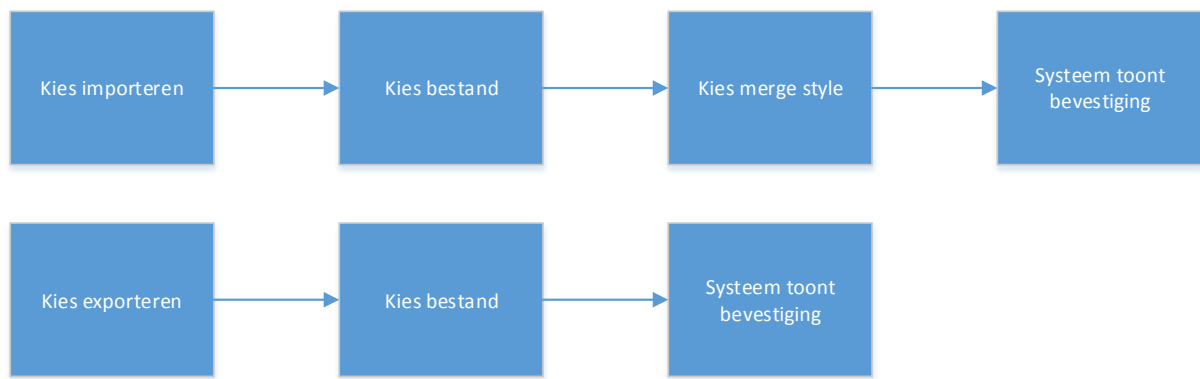 Kies importeren
Kies bestand
Kies merge style
Systeem toont
bevestiging
Kies exporteren
Kies bestand
Systeem toont
bevestiging